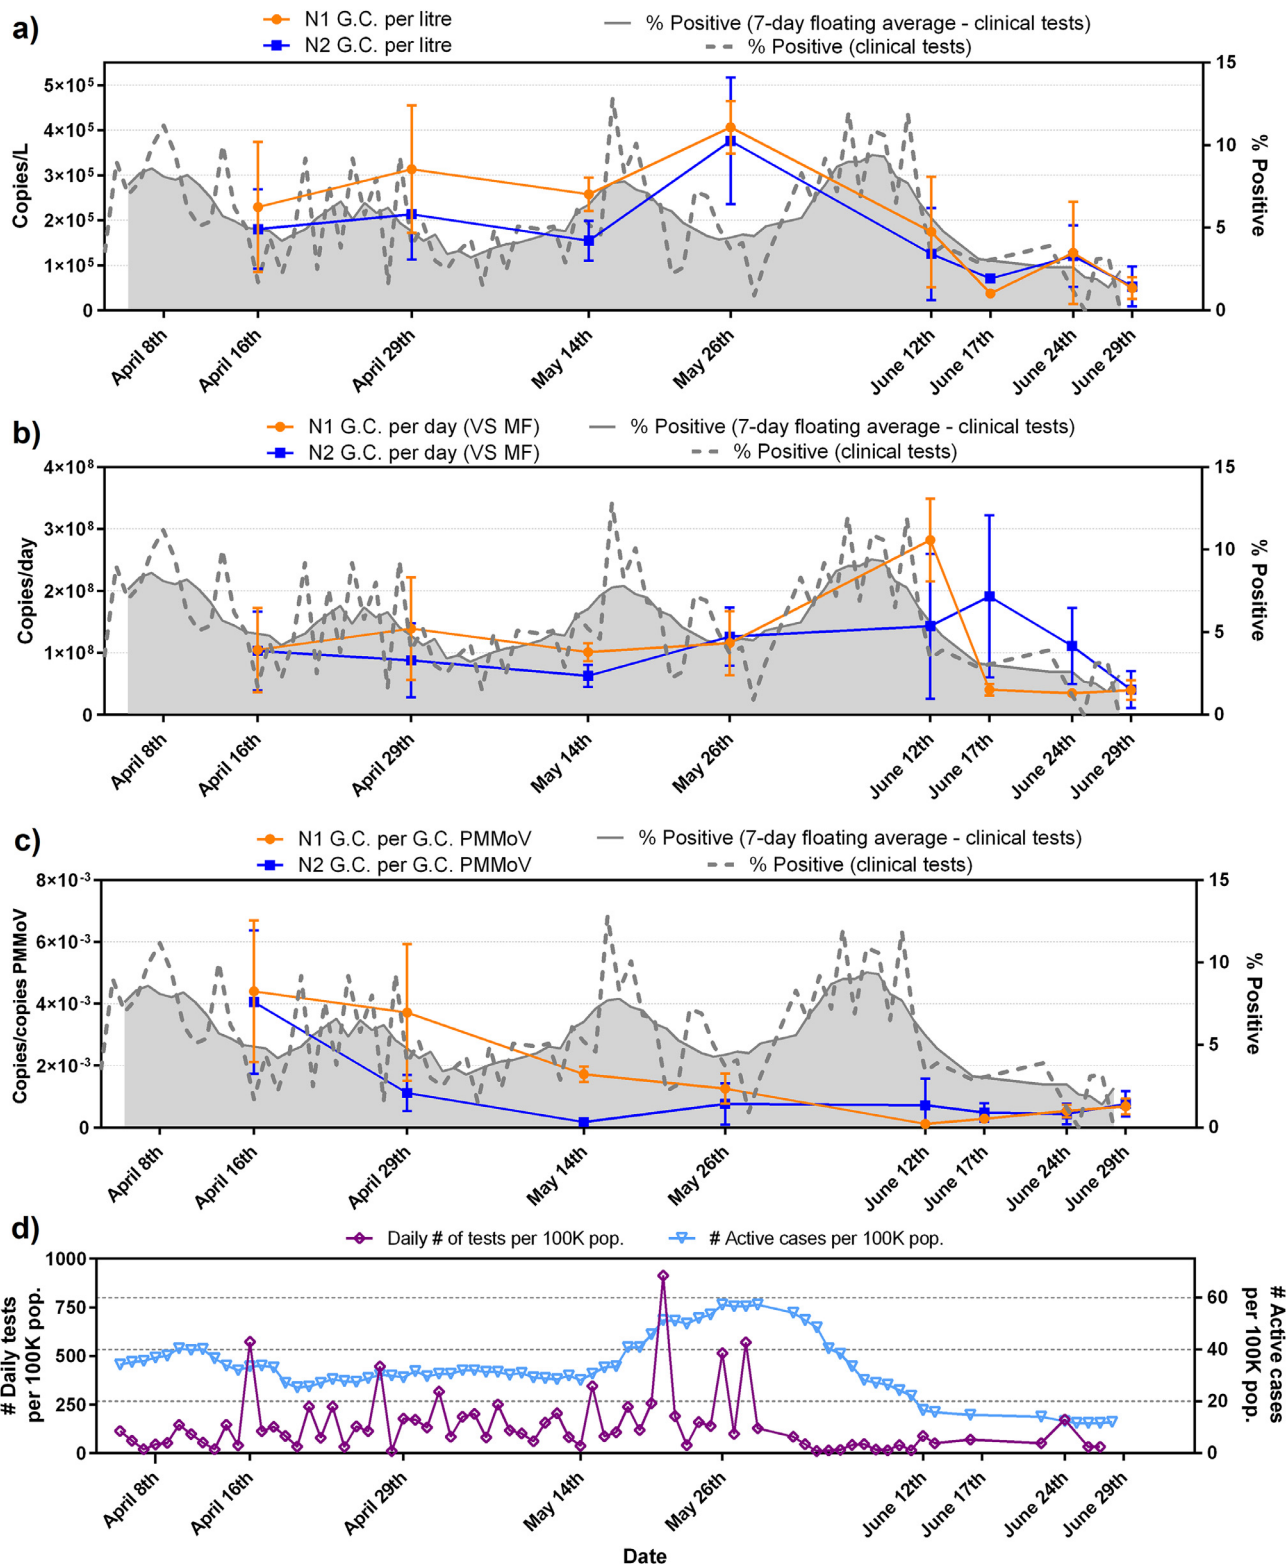 a)
N1 G.C. per litre
N2 G.C. per litre
% Positive (7-day floating average - clinical tests)
% Positive (clinical tests)
Copies/L
5×10⁵
4×10⁵
3×10⁵
2×10⁵
1×10⁵
0
15
10
5
0
% Positive
April 8th
April 16th
April 29th
May 14th
May 26th
June 12th
June 17th
June 24th
June 29th
b)
N1 G.C. per day (VS MF)
N2 G.C. per day (VS MF)
% Positive (7-day floating average - clinical tests)
% Positive (clinical tests)
Copies/day
4×10⁸
3×10⁸
2×10⁸
1×10⁸
0
15
10
5
0
% Positive
April 8th
April 16th
April 29th
May 14th
May 26th
June 12th
June 17th
June 24th
June 29th
c)
N1 G.C. per G.C. PMMoV
N2 G.C. per G.C. PMMoV
% Positive (7-day floating average - clinical tests)
% Positive (clinical tests)
Copies/copies PMMoV
8×10⁻³
6×10⁻³
4×10⁻³
2×10⁻³
0
15
10
5
0
% Positive
April 8th
April 16th
April 29th
May 14th
May 26th
June 12th
June 17th
June 24th
June 29th
d)
Daily # of tests per 100K pop.
# Active cases per 100K pop.
# Daily tests
per 100K pop.
1000
750
500
250
0
60
40
20
0
# Active cases
per 100K pop.
April 8th
April 16th
April 29th
May 14th
May 26th
June 12th
June 17th
June 24th
June 29th
Date